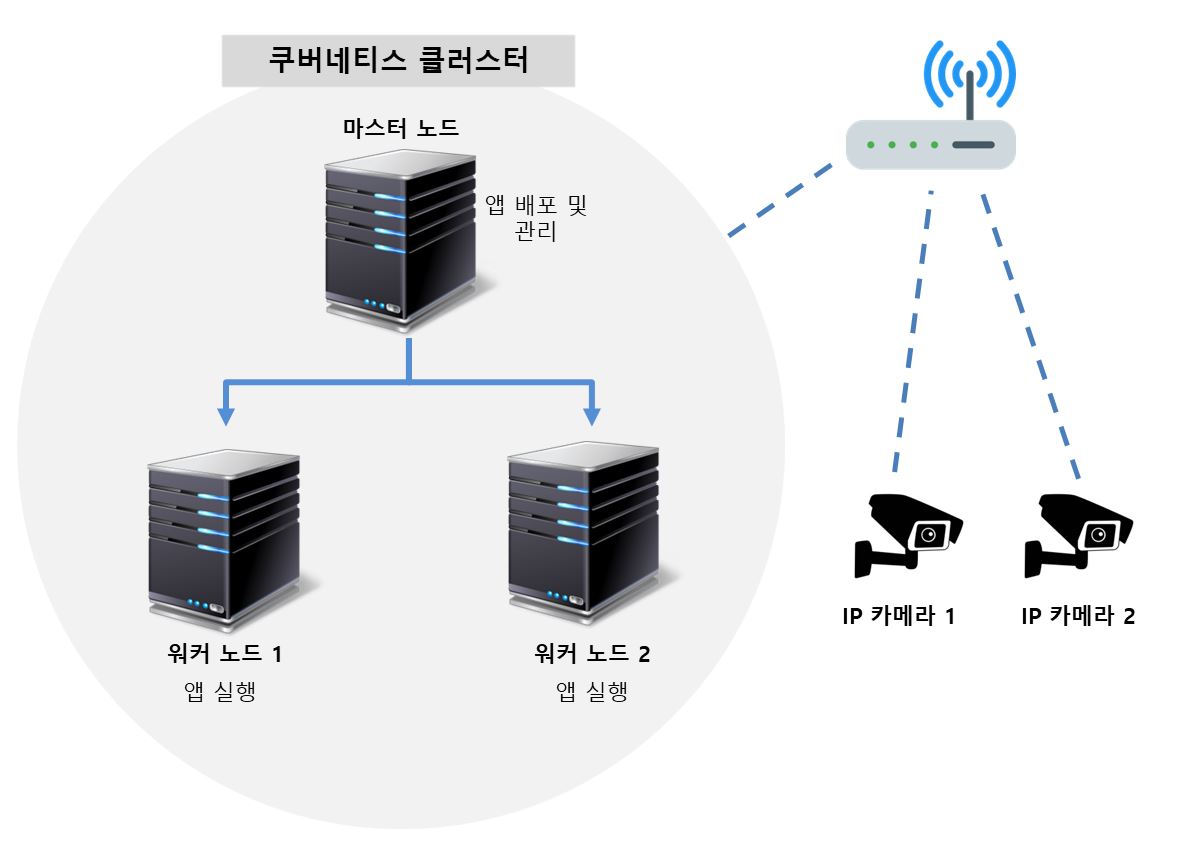 쿠버네티스 클러스터
마스터 노드
앱 배포 및
관리
워커 노드 1
앱 실행
워커 노드 2
앱 실행
IP 카메라 1
IP 카메라 2